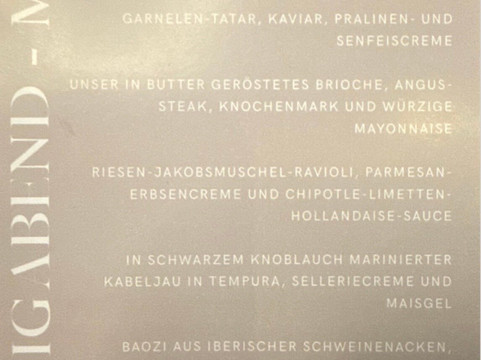 IGABEND - M
GARNELEN-TATAR, KAVIAR, PRALINEN- UND
SENFEISCREME
UNSER IN BUTTER GERÖSTETES BRIOCHE, ANGUS-
STEAK, KNOCHENMARK UND WÜRZIGE
MAYONNAISE
RIESEN-JAKOBSMUSCHEL-RAVIOLI, PARMESAN-
ERBSENCREME UND CHIPOTLE-LIMETTEN-
HOLLANDAISE-SAUCE
IN SCHWARZEM KNOBLAUCH MARINIERTER
KABELJAU IN TEMPURA, SELLERIECREME UND
MAISGEL
BAOZI AUS IBERISCHER SCHWEINENACKEN,